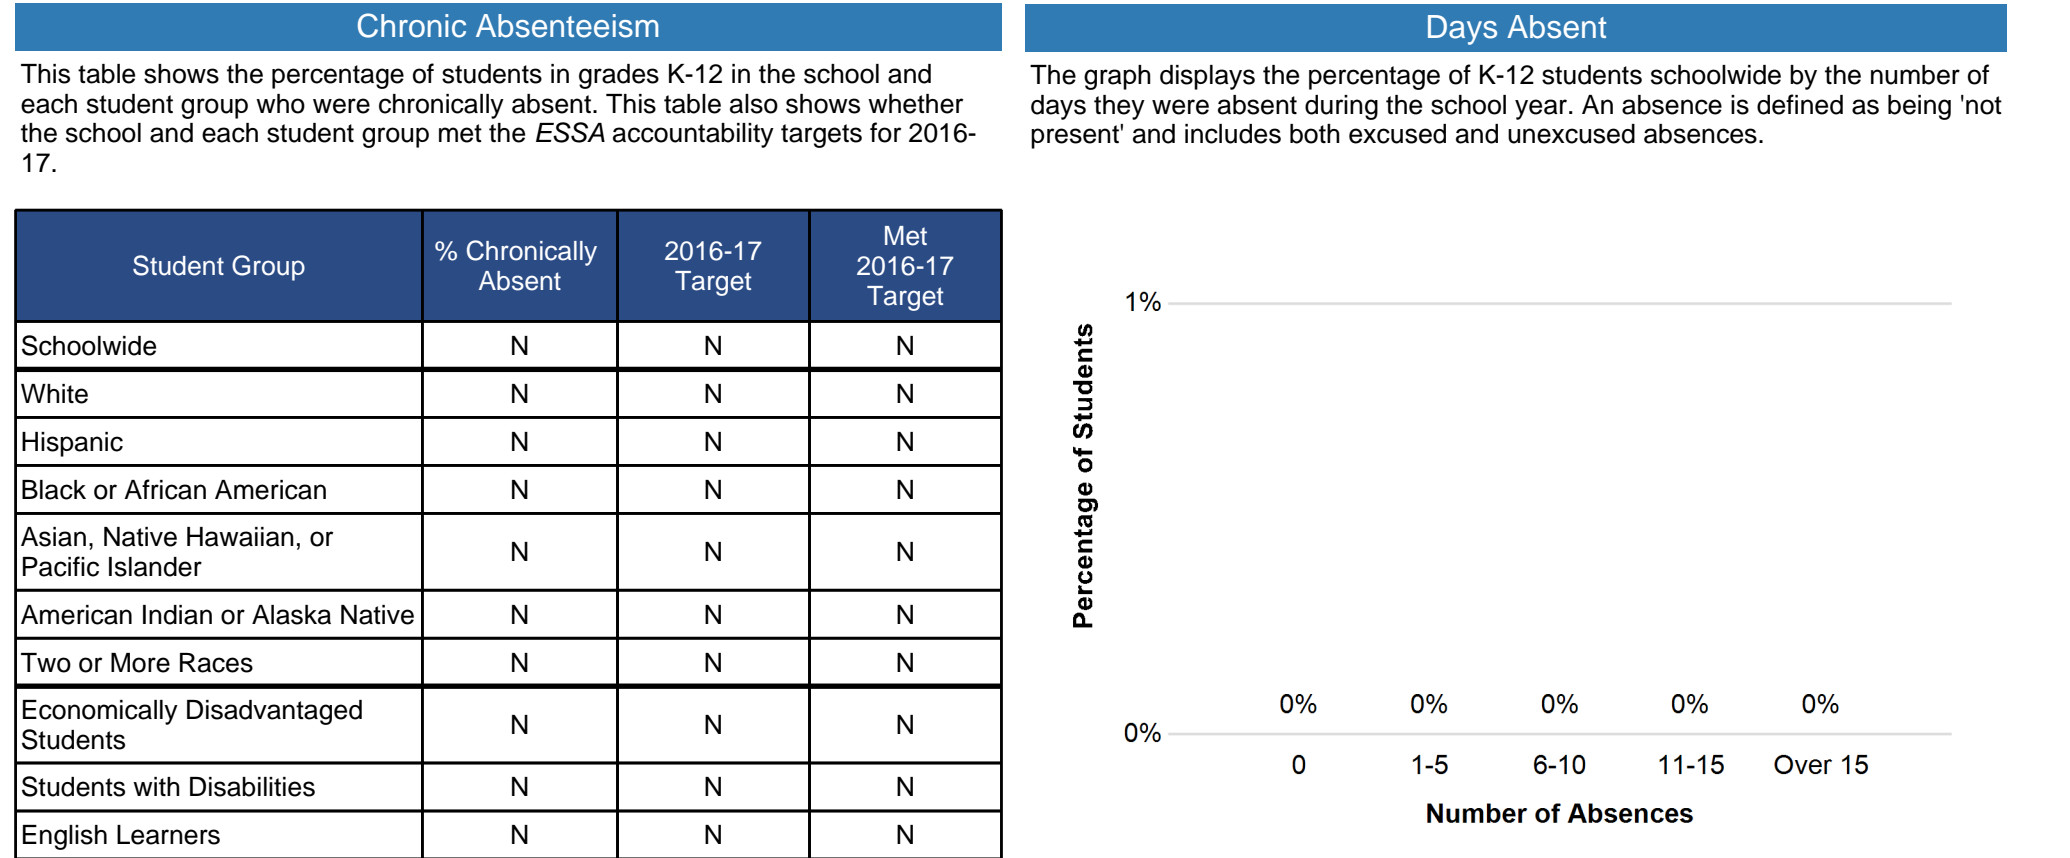 Chronic Absenteeism
This table shows the percentage of students in grades K-12 in the school and
each student group who were chronically absent. This table also shows whether
the school and each student group met the ESSA accountability targets for 2016-
17.
Student Group
% Chronically
Absent
2016-17
Target
Met
2016-17
Target
Schoolwide N N N
White N N N
Hispanic N N N
Black or African American N N N
Asian, Native Hawaiian, or
Pacific Islander N N N
American Indian or Alaska Native N N N
Two or More Races N N N
Economically Disadvantaged
Students N N N
Students with Disabilities N N N
English Learners N N N
Days Absent
The graph displays the percentage of K-12 students schoolwide by the number of
days they were absent during the school year. An absence is defined as being 'not
present' and includes both excused and unexcused absences.
Percentage of Students
1%
0% 0% 0% 0% 0%
0%
0 1-5 6-10 11-15 Over 15
Number of Absences